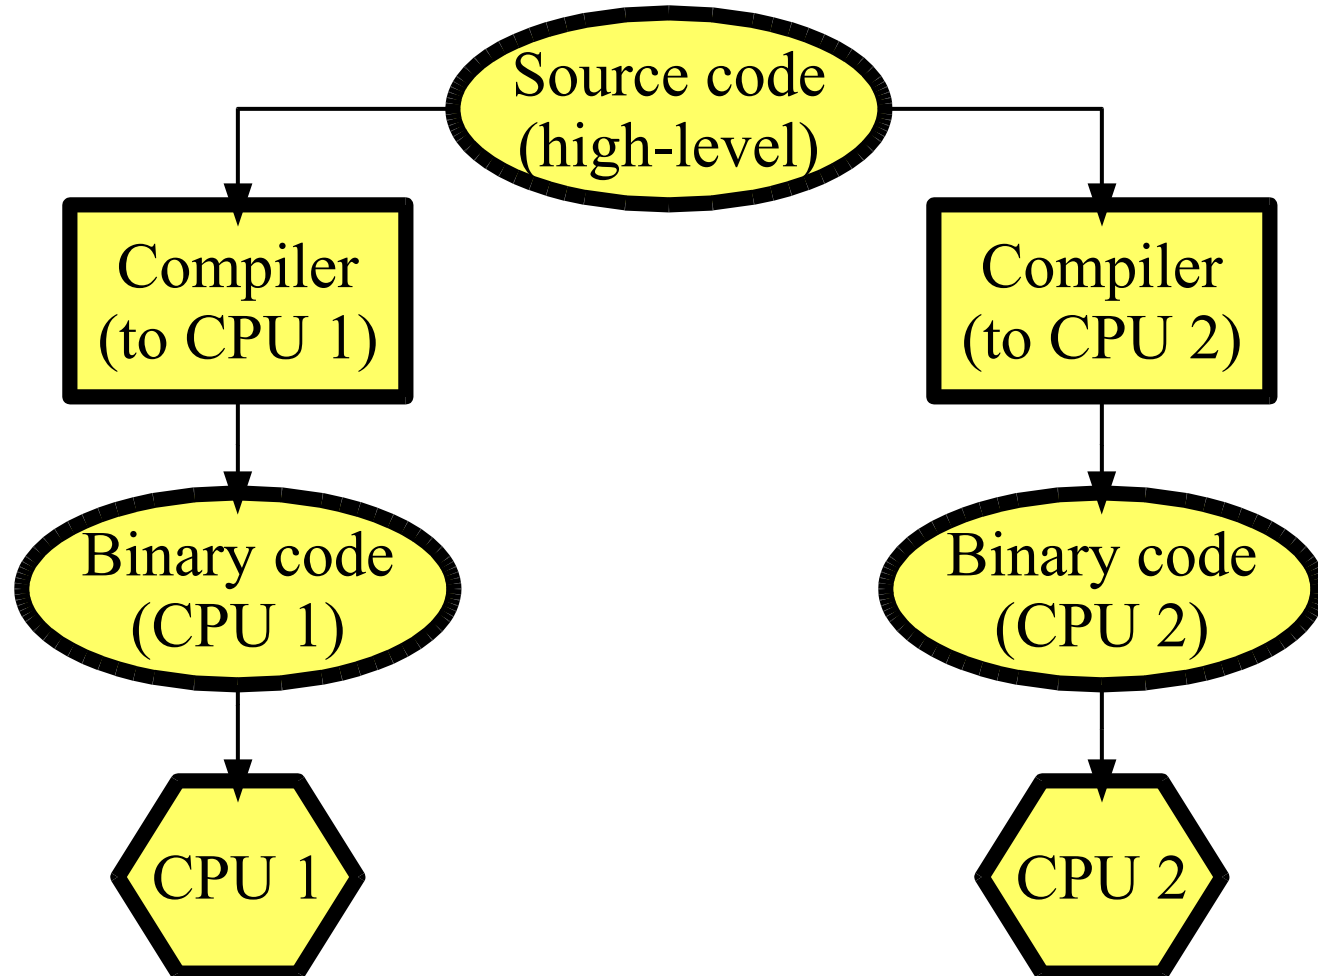 Source code
(high-level)
Compiler
(to CPU 1)
Compiler
(to CPU 2)
Binary code
(CPU 1)
Binary code
(CPU 2)
CPU 1
CPU 2